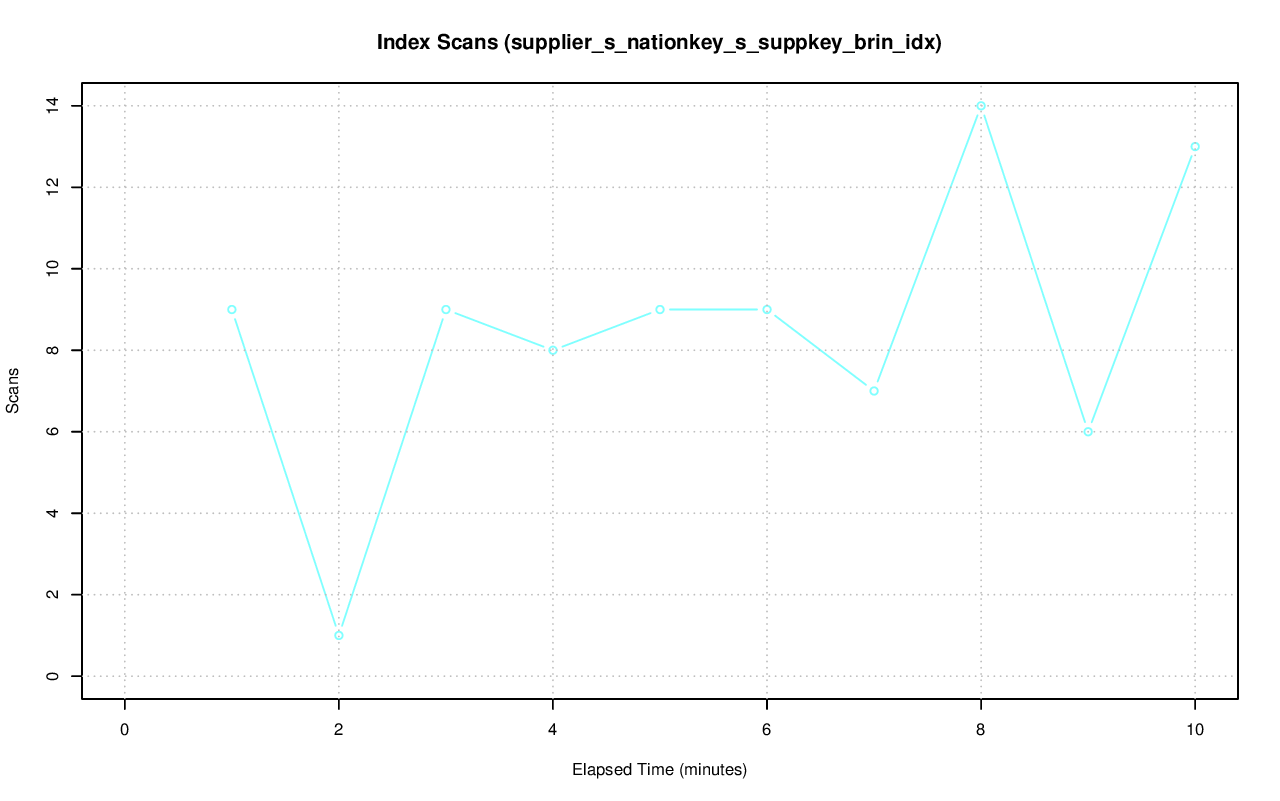 Index Scans (supplier_s_nationkey_s_suppkey_brin_idx)
14
12
10
8
6
4
2
0
Scans
0 2 4 6 8 10
Elapsed Time (minutes)